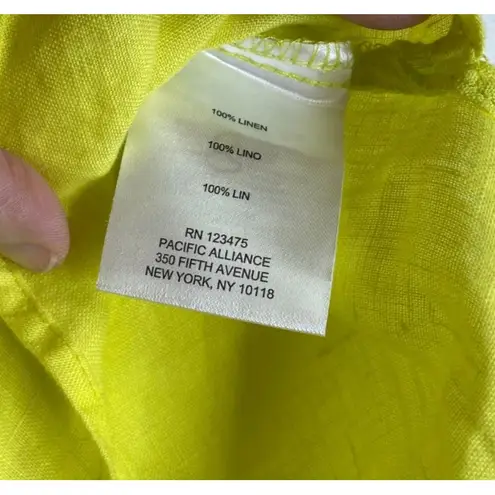 100% LINEN
100% LINO
100% LIN
RN 123475
PACIFIC ALLIANCE
350 FIFTH AVENUE
NEW YORK, NY 10118